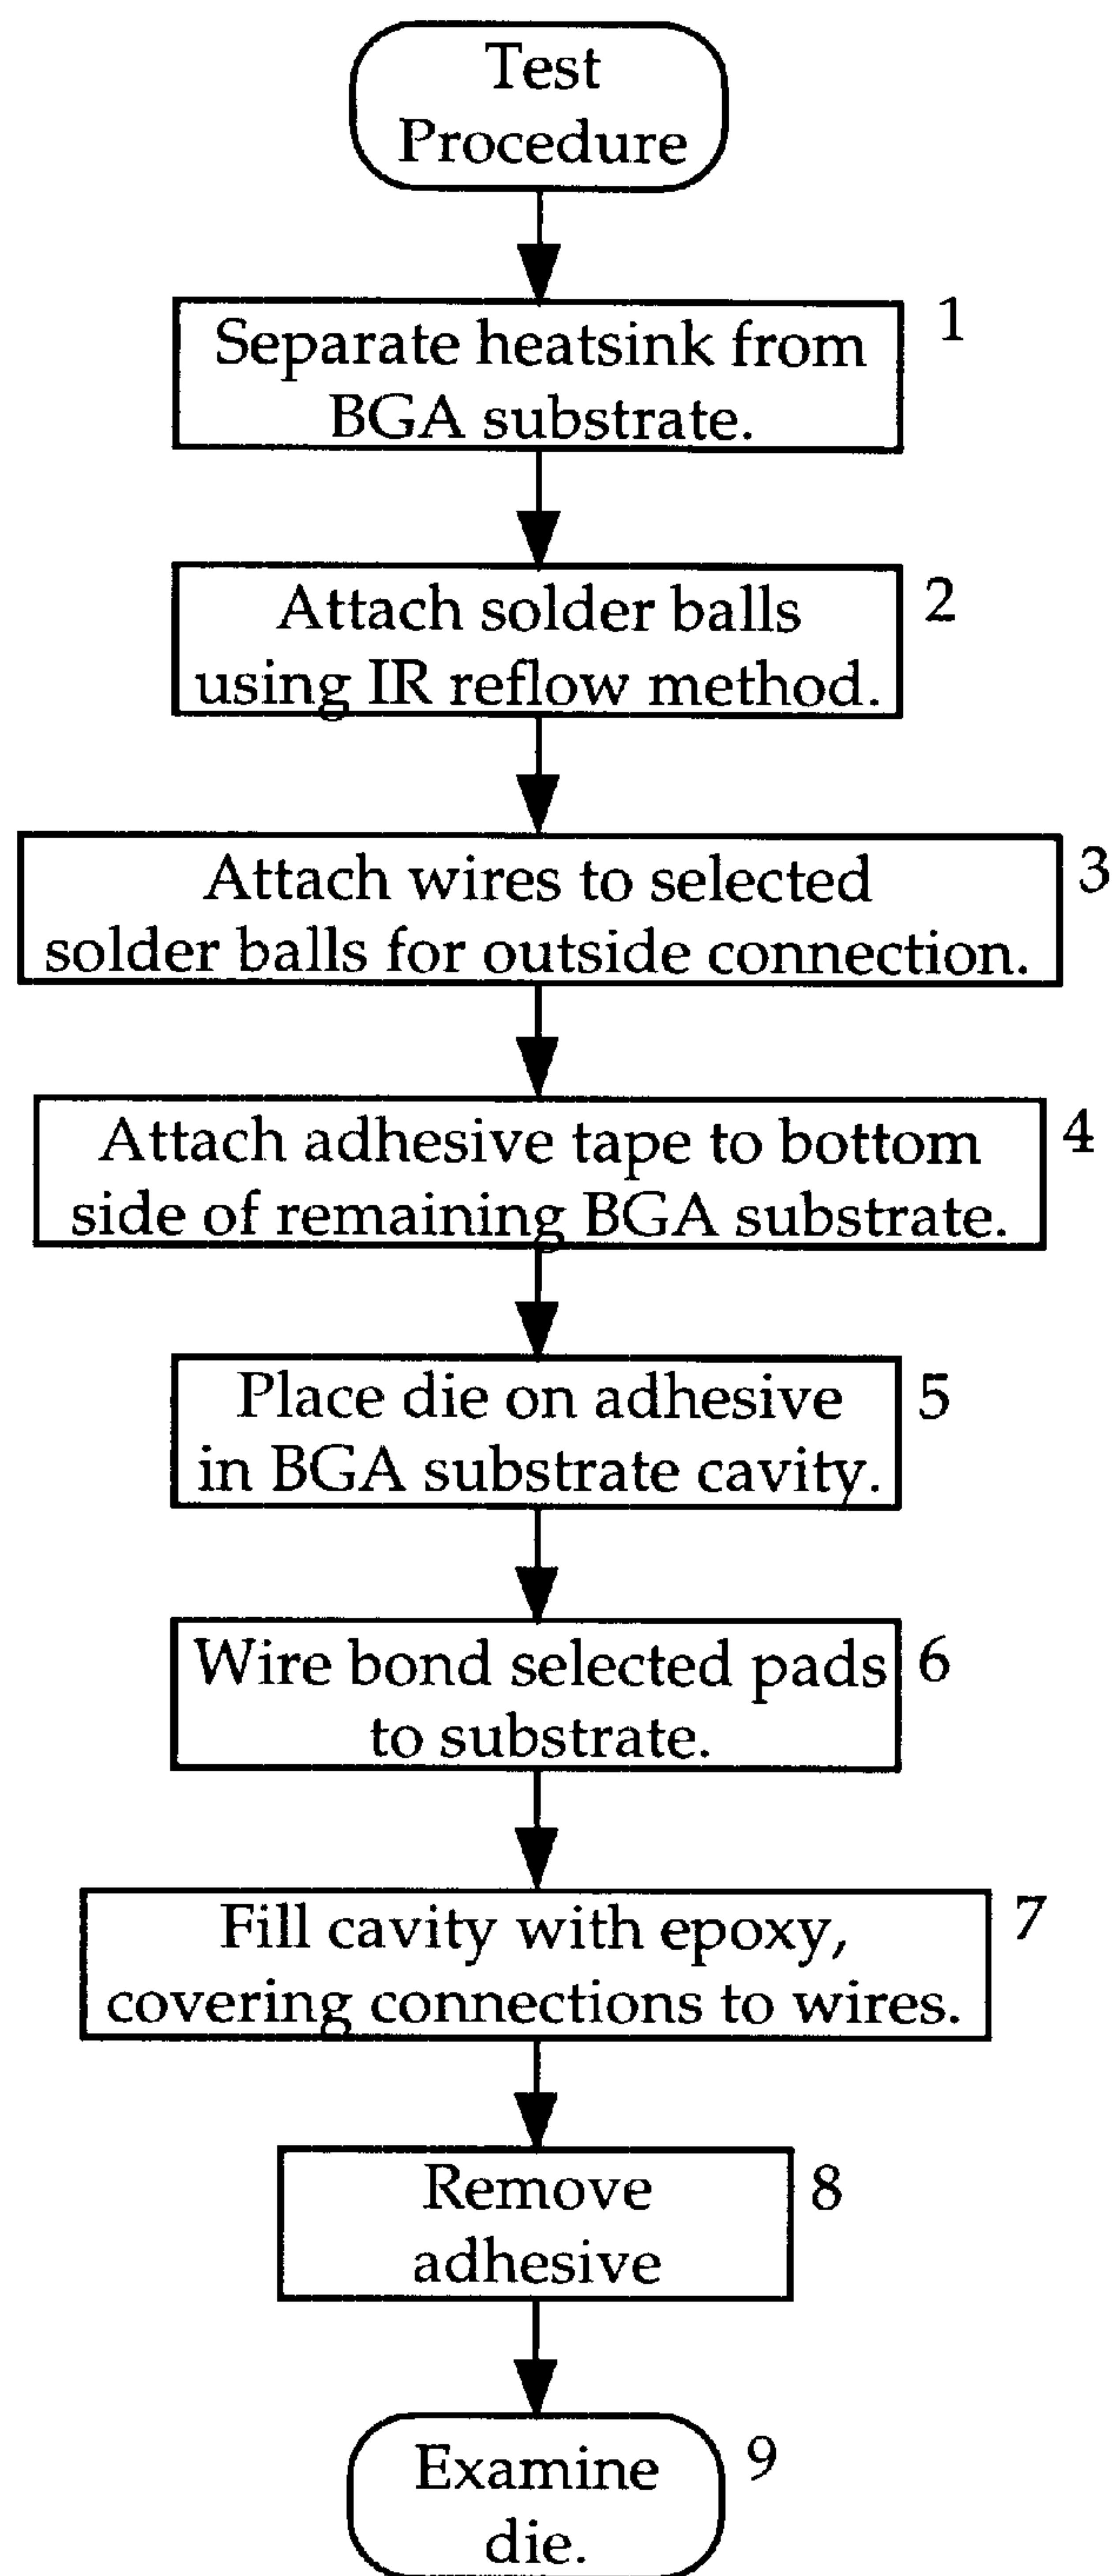 Test
Procedure
1
Separate heatsink from
BGA substrate.
2
Attach solder balls
using IR reflow method.
3
Attach wires to selected
solder balls for outside connection.
4
Attach adhesive tape to bottom
side of remaining BGA substrate.
5
Place die on adhesive
in BGA substrate cavity.
6
Wire bond selected pads
to substrate.
7
Fill cavity with epoxy,
covering connections to wires.
8
Remove
adhesive
9
Examine
die.